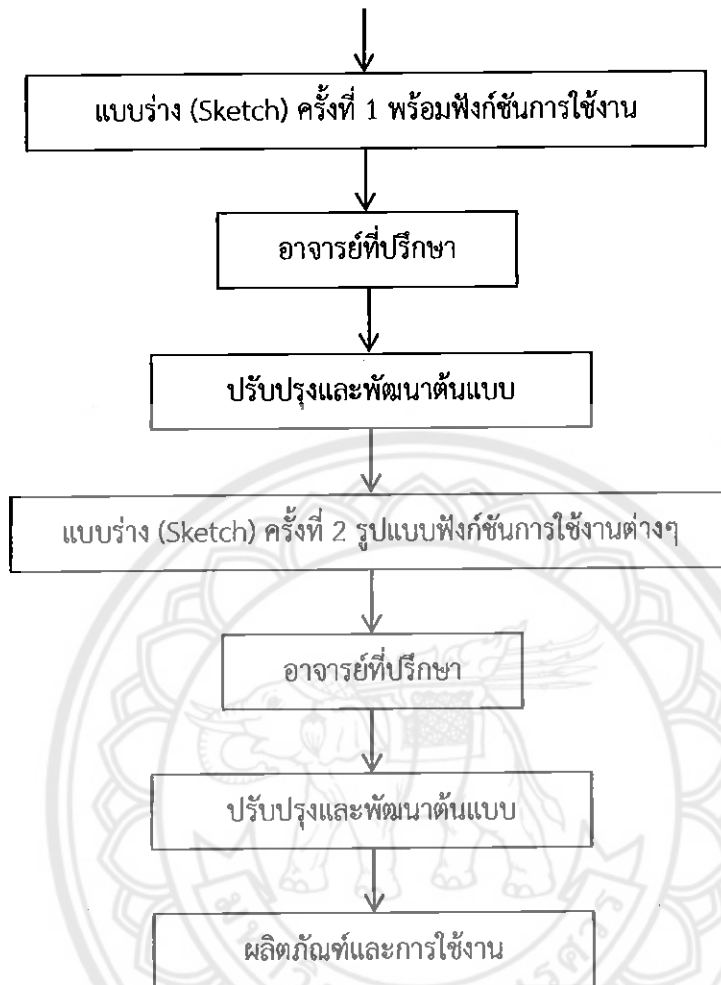 แบบร่าง (Sketch) ครั้งที่ 1 พร้อมฟังก์ชันการใช้งาน
อาจารย์ที่ปรึกษา
ปรับปรุงและพัฒนาต้นแบบ
แบบร่าง (Sketch) ครั้งที่ 2 รูปแบบฟังก์ชันการใช้งานต่างๆ
อาจารย์ที่ปรึกษา
ปรับปรุงและพัฒนาต้นแบบ
ผลิตภัณฑ์และการใช้งาน